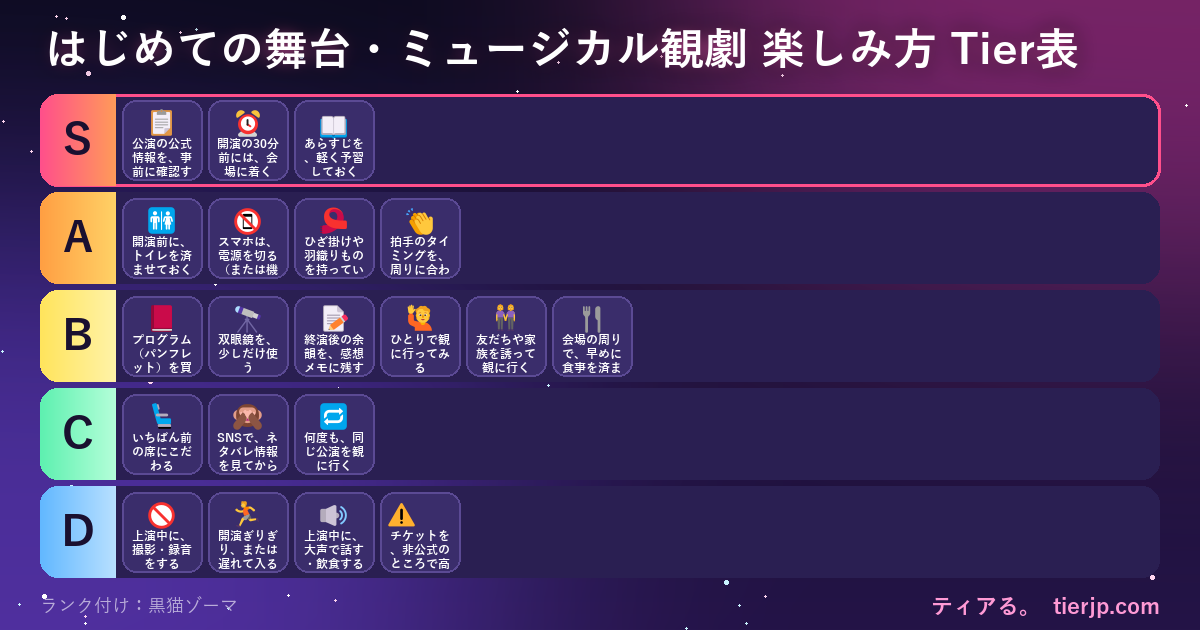 はじめての舞台・ミュージカル観劇 楽しみ方 Tier表
S
公演の公式
情報を、事
前に確認す
開演の30分
前には、会
場に着く
あらすじを
、軽く予習
しておく
A
開演前に、
トイレを済
ませておく
スマホは、
電源を切る
（または機
ひざ掛けや
羽織りもの
を持ってい
拍手のタイ
ミングを、
周りに合わ
B
プログラム
（パンフレ
ット）を買
双眼鏡を、
少しだけ使
う
終演後の余
韻を、感想
メモに残す
ひとりで観
に行ってみ
る
友だちや家
族を誘って
観に行く
会場の周り
で、早めに
食事を済ま
C
いちばん前
の席にこだ
わる
SNSで、ネ
タバレ情報
を見てから
何度も、同
じ公演を観
に行く
D
上演中に、
撮影・録音
をする
開演ぎりぎ
り、または
遅れて入る
上演中に、
大声で話す
・飲食する
チケットを
、非公式の
ところで高
ランク付け：黒猫ゾーマ
ティアる。 tierjp.com